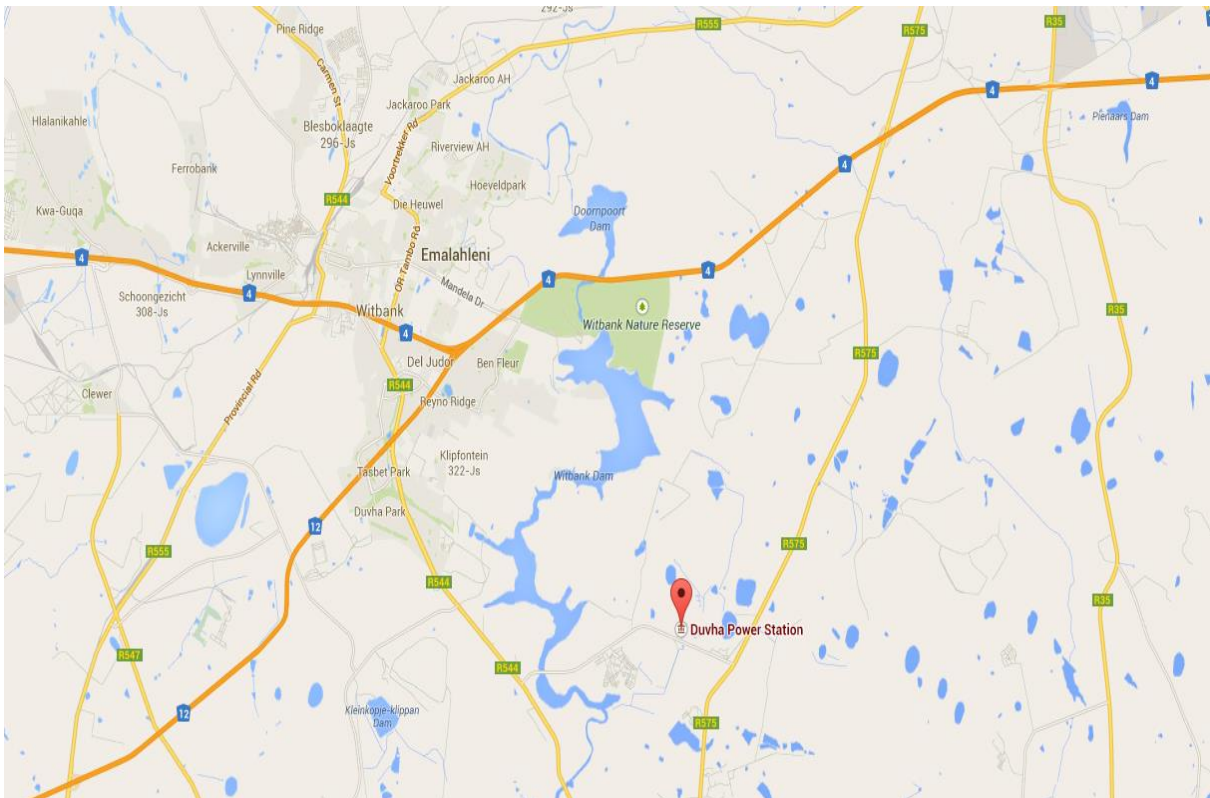 292-Js
R555
R575
R35
Pine Ridge
Carmen St
Jackaroo AH
4
4
Jackaroo Park
Pienaars Dam
Hlalanikahle
Blesboklaagte
296-Js
Voortrekker Rd
Riverview AH
Ferrobank
4
Hoeveldpark
R544
Die Heuwel
Kwa-Guqa
Doornpoort
Dam
Ackerville
OR Tambo Rd
Emalahleni
4
Lynnville
4
4
Mandela Dr
Schoongezicht
308-Js
4
Witbank
Witbank Nature Reserve
R35
4
R575
Del Judor
Ben Fleur
R544
Clewer
Provincial Rd
Reyno Ridge
Klipfontein
322-Js
Tasbet Park
Witbank Dam
Duvha Park
12
R575
R555
R544
R35
Duvha Power Station
R547
R544
Kleinkopje-klippan
Dam
12
R575